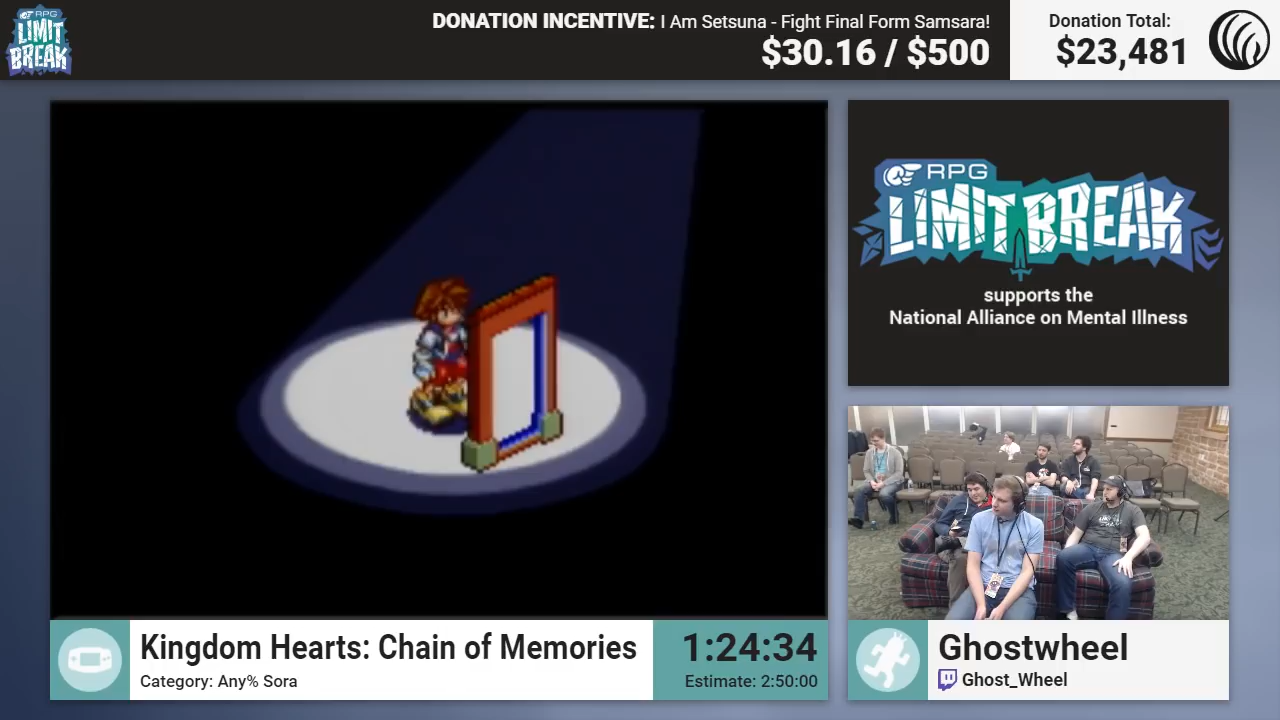 RPG
LIMIT
BREAK
DONATION INCENTIVE: I Am Setsuna - Fight Final Form Samsara!
$30.16 / $500
Donation Total:
$23,481
RPG
LIMIT BREAK
supports the
National Alliance on Mental Illness
Kingdom Hearts: Chain of Memories
Category: Any% Sora
1:24:34
Estimate: 2:50:00
Ghostwheel
Ghost_Wheel